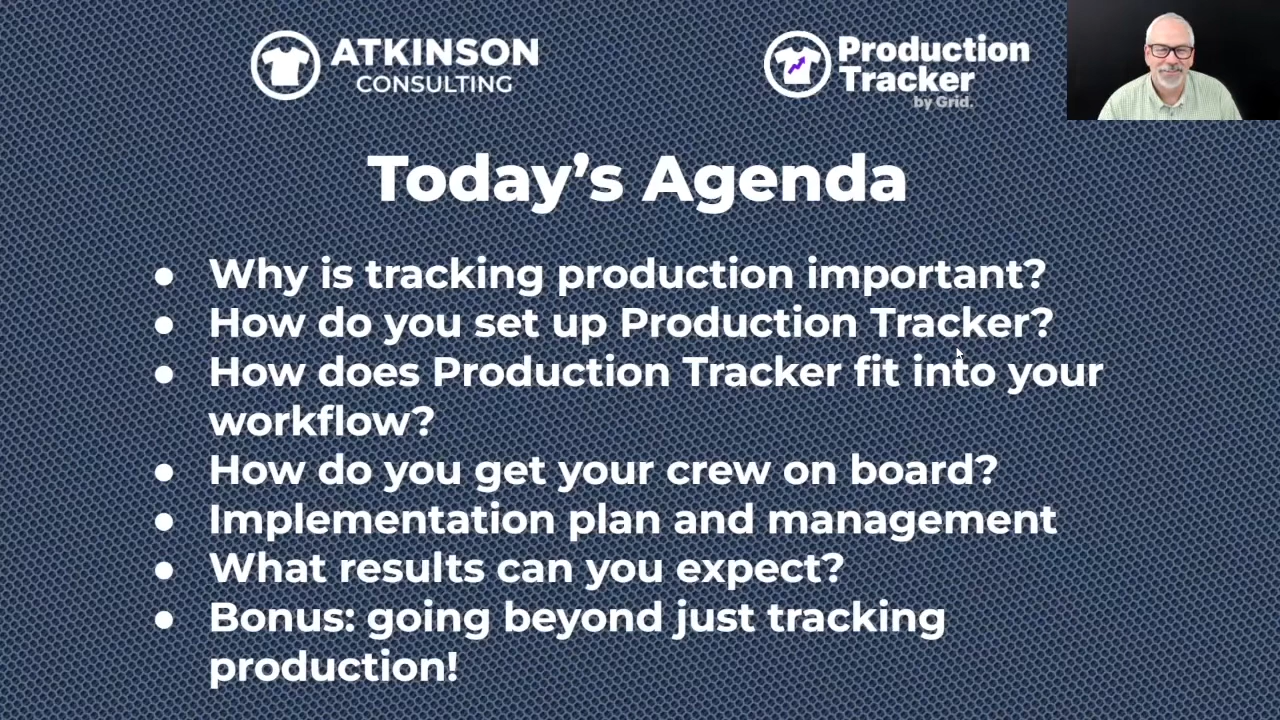 ATKINSON
CONSULTING
Production
Tracker
by Grid.
Today's Agenda
● Why is tracking production important?
● How do you set up Production Tracker?
● How does Production Tracker fit into your
workflow?
● How do you get your crew on board?
● Implementation plan and management
● What results can you expect?
● Bonus: going beyond just tracking
production!